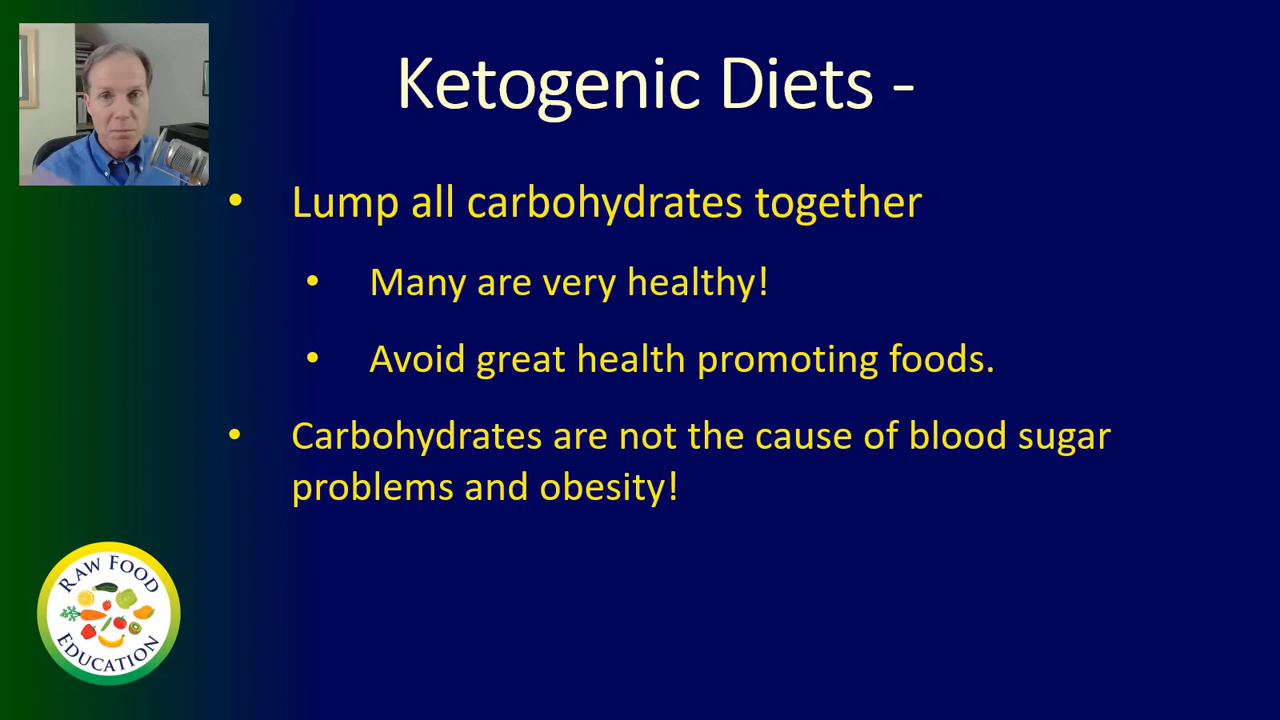 Ketogenic Diets -
• Lump all carbohydrates together
• Many are very healthy!
• Avoid great health promoting foods.
• Carbohydrates are not the cause of blood sugar
problems and obesity!
RAW FOOD
EDUCATION